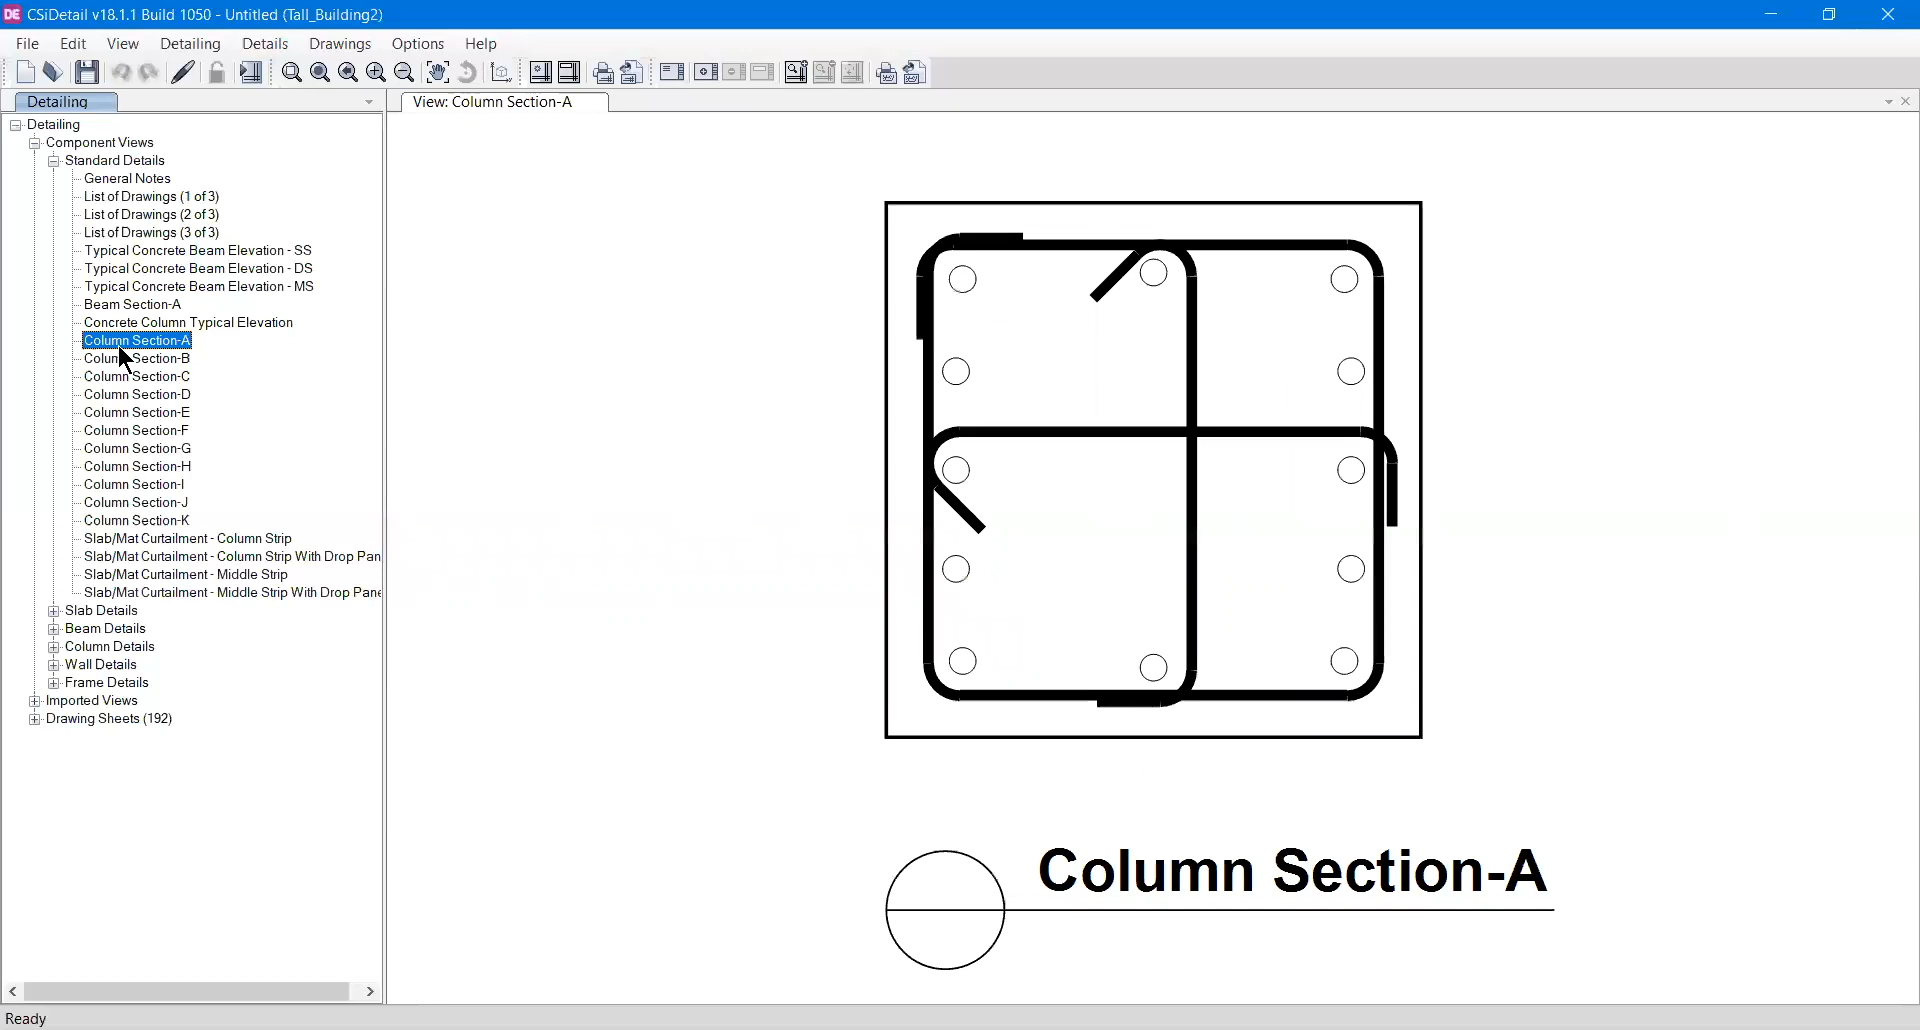 DE CSiDetail v18.1.1 Build 1050 - Untitled (Tall_Building2)
File Edit View Detailing Details Drawings Options Help
Detailing
View: Column Section-A
Detailing
Component Views
Standard Details
General Notes
List of Drawings (1 of 3)
List of Drawings (2 of 3)
List of Drawings (3 of 3)
Typical Concrete Beam Elevation - SS
Typical Concrete Beam Elevation - DS
Typical Concrete Beam Elevation - MS
Beam Section-A
Concrete Column Typical Elevation
Column Section-A
Column Section-B
Column Section-C
Column Section-D
Column Section-E
Column Section-F
Column Section-G
Column Section-H
Column Section-I
Column Section-J
Column Section-K
Slab/Mat Curtailment - Column Strip
Slab/Mat Curtailment - Column Strip With Drop Pan
Slab/Mat Curtailment - Middle Strip
Slab/Mat Curtailment - Middle Strip With Drop Pane
Slab Details
Beam Details
Column Details
Wall Details
Frame Details
Imported Views
Drawing Sheets (192)
Column Section-A
Ready